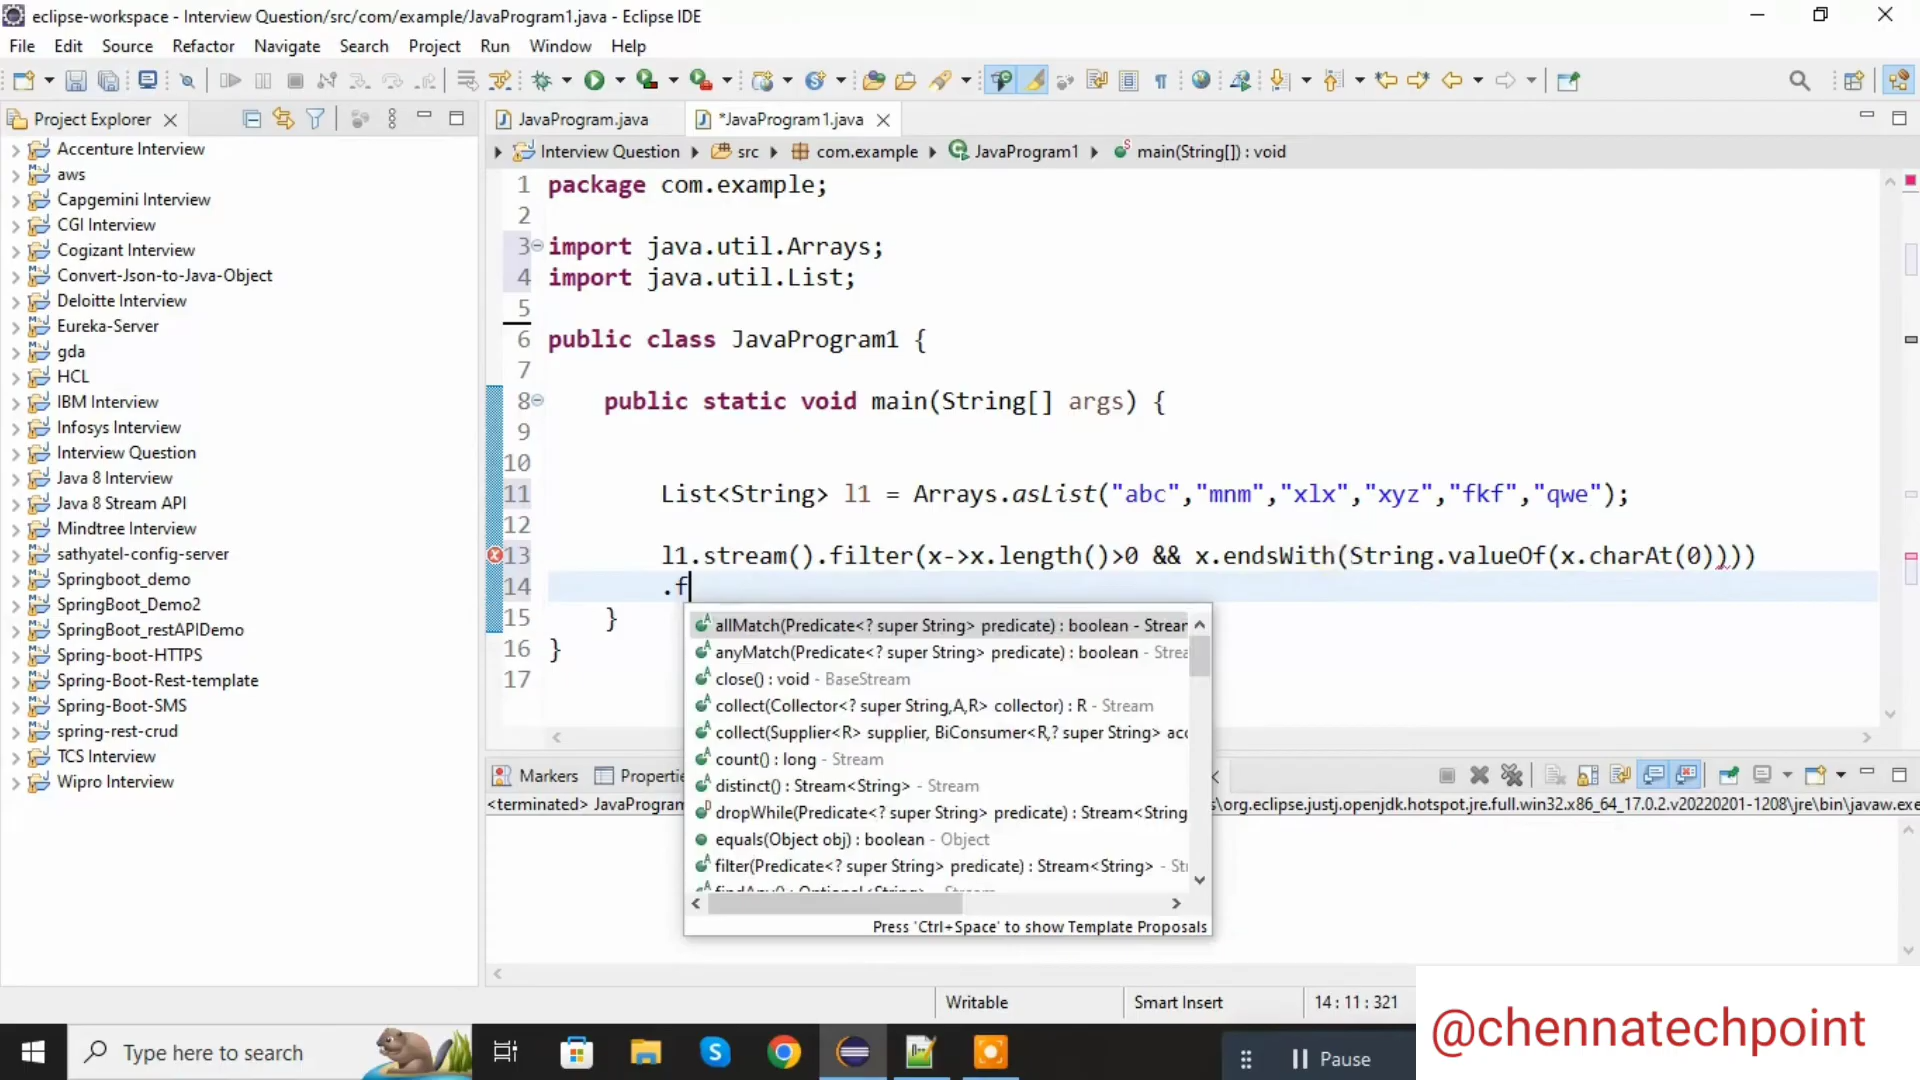 eclipse-workspace - Interview Question/src/com/example/JavaProgram1.java - Eclipse IDE
File Edit Source Refactor Navigate Search Project Run Window Help
Project Explorer
JavaProgram.java
*JavaProgram1.java
Interview Question
src
com.example
JavaProgram1
main(String[]) : void
Accenture Interview
aws
Capgemini Interview
CGI Interview
Cogizant Interview
Convert-Json-to-Java-Object
Deloitte Interview
Eureka-Server
gda
HCL
IBM Interview
Infosys Interview
Interview Question
Java 8 Interview
Java 8 Stream API
Mindtree Interview
sathyatel-config-server
Springboot_demo
SpringBoot_Demo2
SpringBoot_restAPIDemo
Spring-boot-HTTPS
Spring-Boot-Rest-template
Spring-Boot-SMS
spring-rest-crud
TCS Interview
Wipro Interview
1 package com.example;
2
3 import java.util.Arrays;
4 import java.util.List;
5
6 public class JavaProgram1 {
7
8 public static void main(String[] args) {
9
10
11 List<String> l1 = Arrays.asList("abc","mnm","xlx","xyz","fkf","qwe");
12
13 l1.stream().filter(x->x.length()>0 && x.endsWith(String.valueOf(x.charAt(0))))
14 .f
15 }
16 }
17
allMatch(Predicate<? super String> predicate) : boolean - Strear
anyMatch(Predicate<? super String> predicate) : boolean - Strea
close() : void - BaseStream
collect(Collector<? super String,A,R> collector) : R - Stream
collect(Supplier<R> supplier, BiConsumer<R,? super String> acc
count() : long - Stream
distinct() : Stream<String> - Stream
dropWhile(Predicate<? super String> predicate) : Stream<String
equals(Object obj) : boolean - Object
filter(Predicate<? super String> predicate) : Stream<String> - St
findAny() : Optional<String> - Stream
Press 'Ctrl+Space' to show Template Proposals
Markers
Propertie
<terminated> JavaProgram
s\org.eclipse.justj.openjdk.hotspot.jre.full.win32.x86_64_17.0.2.v20220201-1208\jre\bin\javaw.exe
Writable
Smart Insert
14 : 11 : 321
Type here to search
Pause
@chennatechpoint